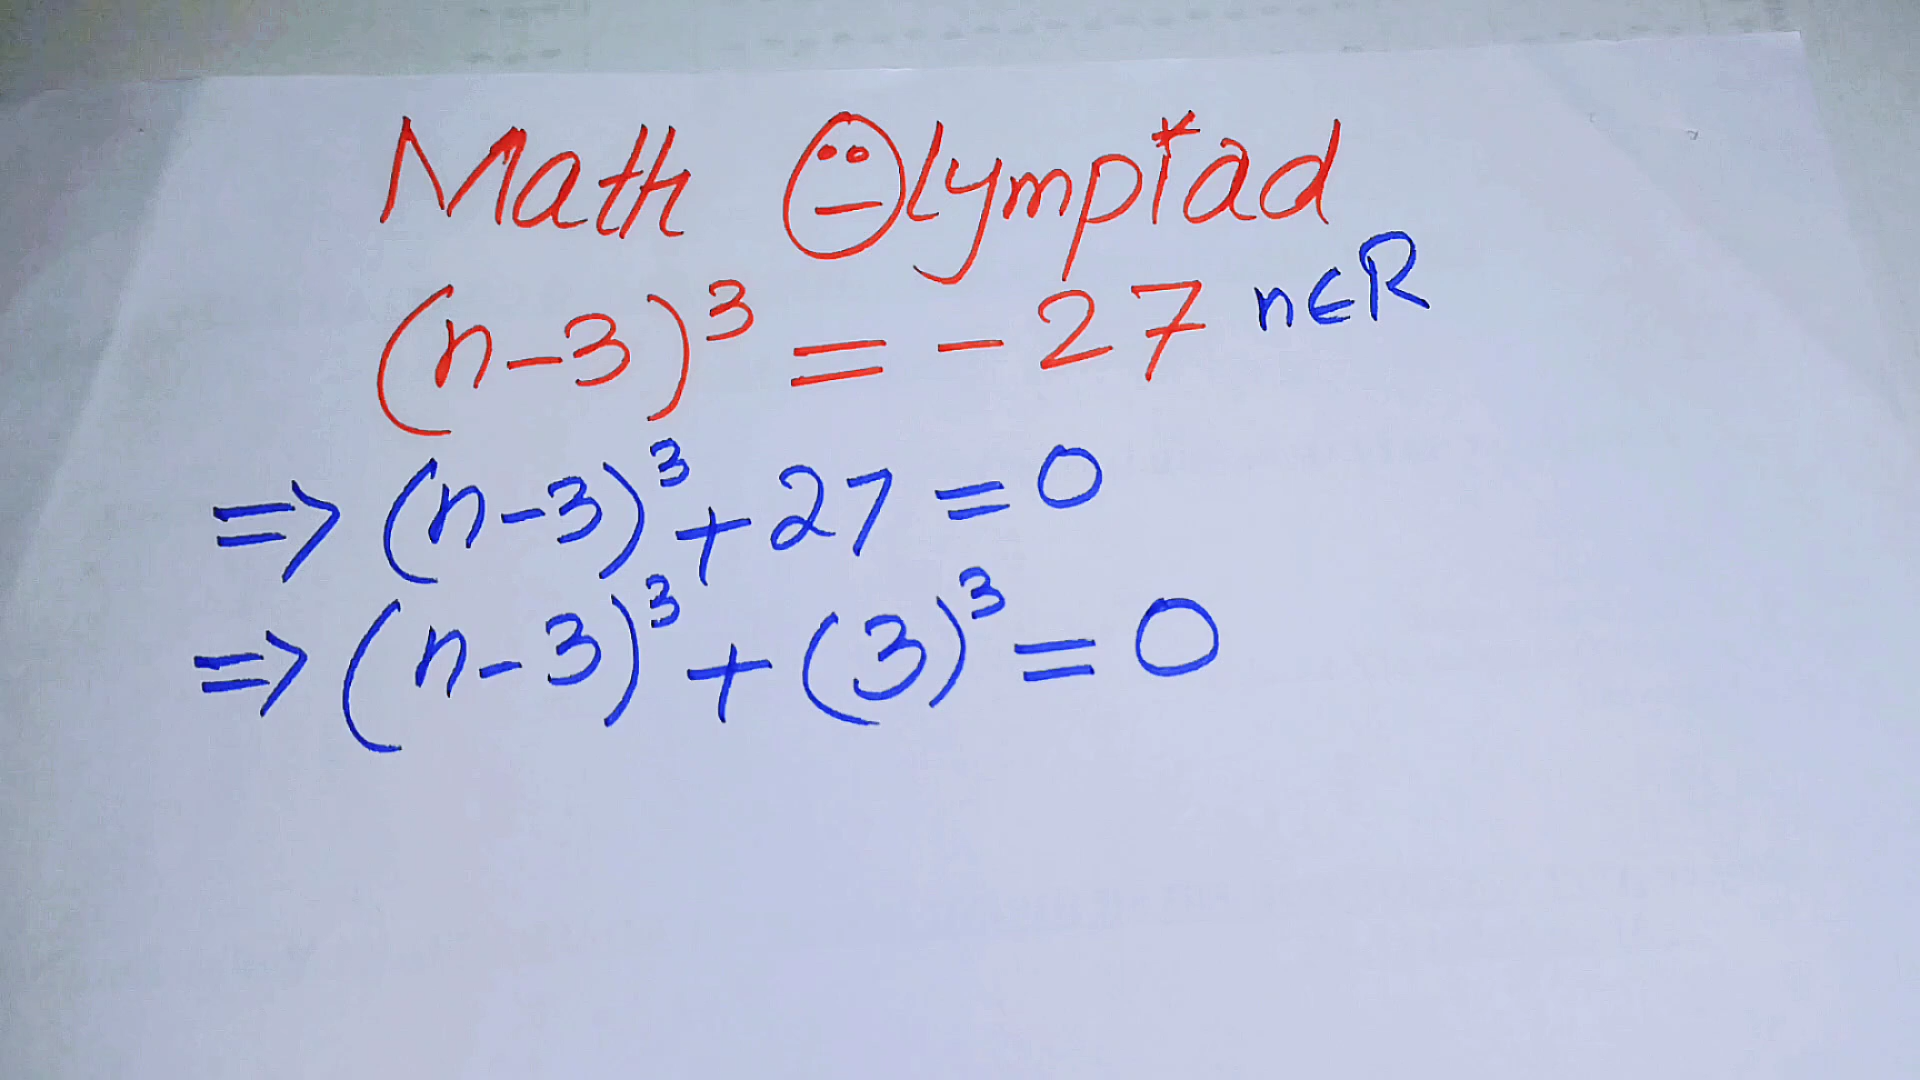 Math Olympiad
(n-3)³ = -27 n∈R
⇒ (n-3)³ + 27 = 0
⇒ (n-3)³ + (3)³ = 0